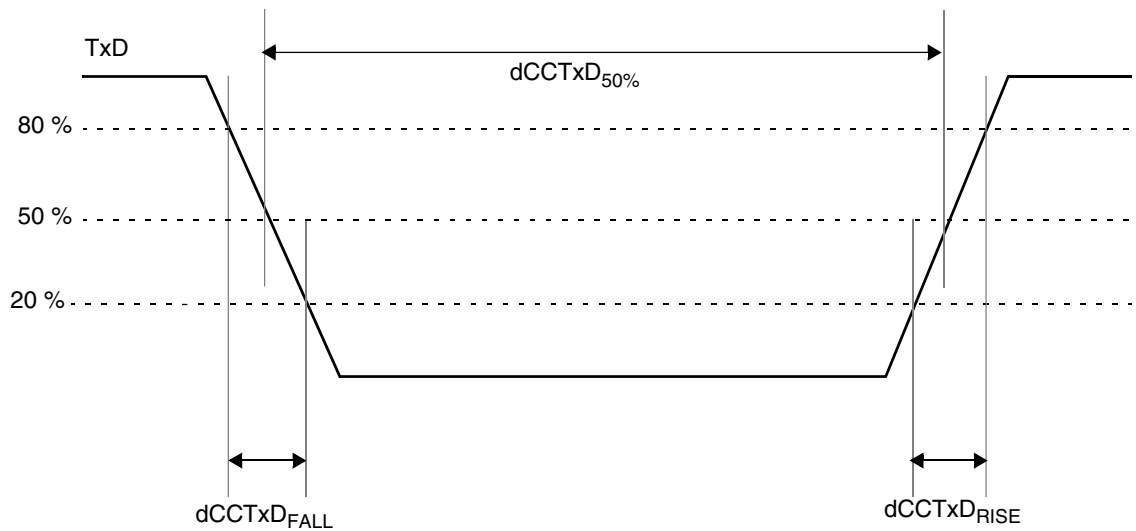 TxD
dCCTxD50%
80 %
50 %
20 %
dCCTxDFALL
dCCTxDRISE